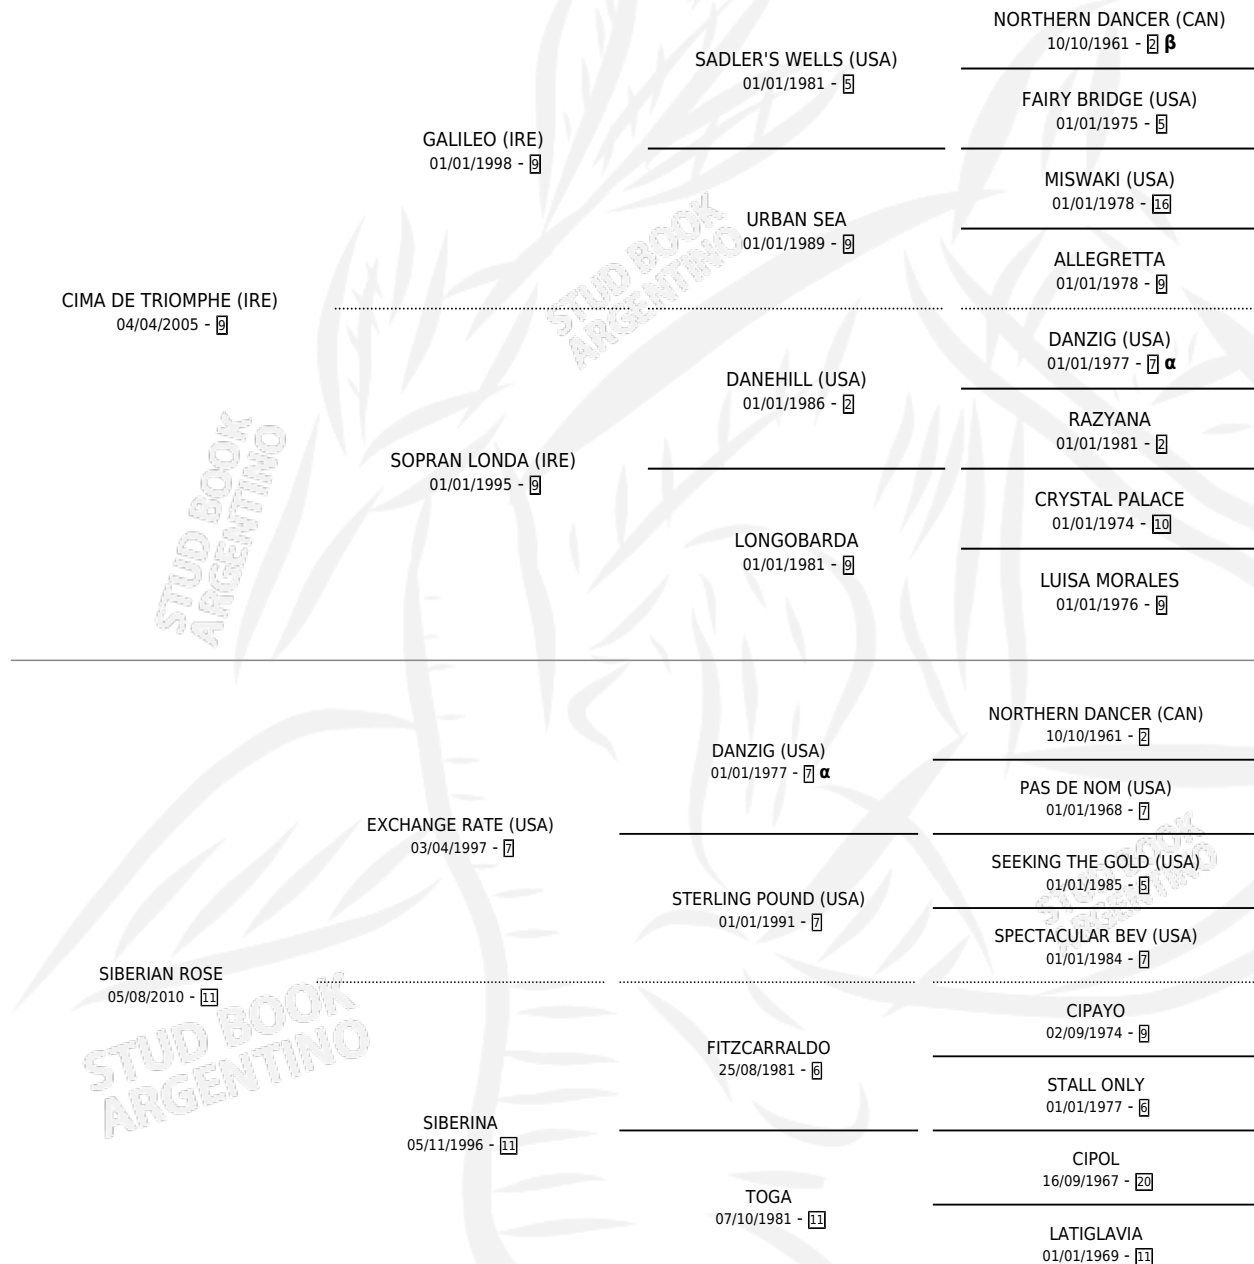 NORTHERN DANCER (CAN)
10/10/1961 - 2 β
SADLER'S WELLS (USA)
01/01/1981 - 5
FAIRY BRIDGE (USA)
01/01/1975 - 5
GALILEO (IRE)
01/01/1998 - 9
MISWAKI (USA)
01/01/1978 - 16
URBAN SEA
01/01/1989 - 9
ALLEGRETTA
01/01/1978 - 9
CIMA DE TRIOMPHE (IRE)
04/04/2005 - 9
DANZIG (USA)
01/01/1977 - 7 α
DANEHILL (USA)
01/01/1986 - 2
RAZYANA
01/01/1981 - 2
SOPRAN LONDA (IRE)
01/01/1995 - 9
CRYSTAL PALACE
01/01/1974 - 10
LONGOBARDA
01/01/1981 - 9
LUISA MORALES
01/01/1976 - 9
NORTHERN DANCER (CAN)
10/10/1961 - 2
DANZIG (USA)
01/01/1977 - 7 α
PAS DE NOM (USA)
01/01/1968 - 7
EXCHANGE RATE (USA)
03/04/1997 - 7
SEEKING THE GOLD (USA)
01/01/1985 - 5
STERLING POUND (USA)
01/01/1991 - 7
SPECTACULAR BEV (USA)
01/01/1984 - 7
SIBERIAN ROSE
05/08/2010 - 11
CIPAYO
02/09/1974 - 9
FITZCARRALDO
25/08/1981 - 6
STALL ONLY
01/01/1977 - 6
SIBERINA
05/11/1996 - 11
CIPOL
16/09/1967 - 20
TOGA
07/10/1981 - 11
LATIGLAVIA
01/01/1969 - 11
STUD BOOK
ARGENTINO
STUD BOOK
ARGENTINO
STUD BOOK
ARGENTINO
STUD BOOK
ARGENTINO